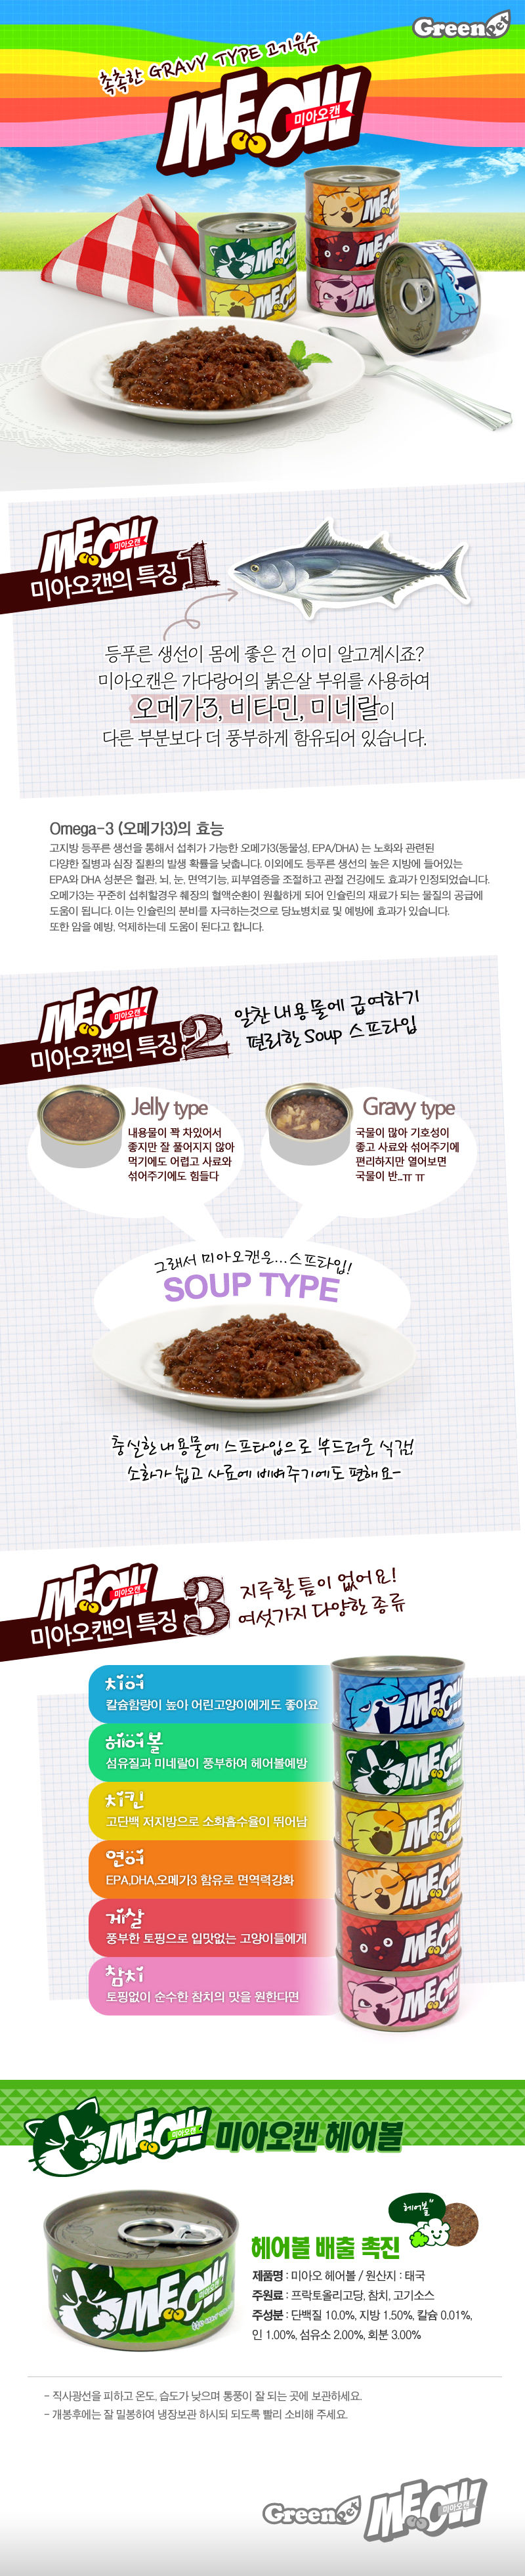 Greenpet
촉촉한 GRAVY TYPE 고기육수
MEOW
미아오캔
MEOW
MEOW
MEOW
MEOW
MEOW
MEOW
미아오캔
미아오캔의 특징 1
등푸른 생선이 몸에 좋은 건 이미 알고계시죠?
미아오캔은 가다랑어의 붉은살 부위를 사용하여
오메가3, 비타민, 미네랄이
다른 부분보다 더 풍부하게 함유되어 있습니다.
Omega-3 (오메가3)의 효능
고지방 등푸른 생선을 통해서 섭취가 가능한 오메가3(동물성, EPA/DHA) 는 노화와 관련된
다양한 질병과 심장 질환의 발생 확률을 낮춥니다. 이외에도 등푸른 생선의 높은 지방에 들어있는
EPA와 DHA 성분은 혈관, 뇌, 눈, 면역기능, 피부염증을 조절하고 관절 건강에도 효과가 인정되었습니다.
오메가3는 꾸준히 섭취할경우 췌장의 혈액순환이 원활하게 되어 인슐린의 재료가 되는 물질의 공급에
도움이 됩니다. 이는 인슐린의 분비를 자극하는것으로 당뇨병치료 및 예방에 효과가 있습니다.
또한 암을 예방, 억제하는데 도움이 된다고 합니다.
MEOW
미아오캔
미아오캔의 특징 2
알찬 내용물에 급여하기
편리한 Soup 스프타입
Jelly type
내용물이 꽉 차있어서
좋지만 잘 풀어지지 않아
먹기에도 어렵고 사료와
섞어주기에도 힘들다
Gravy type
국물이 많아 기호성이
좋고 사료와 섞어주기에
편리하지만 열어보면
국물이 반...ㅠ ㅠ
그래서 미아오캔은... 스프타입!
SOUP TYPE
충실한 내용물에 스프타입으로 부드러운 식감!
소화가 쉽고 사료에 비벼주기에도 편해요~
MEOW
미아오캔
미아오캔의 특징 3
지루할 틈이 없어요!
여섯가지 다양한 종류
치어
칼슘함량이 높아 어린고양이에게도 좋아요
헤어볼
섬유질과 미네랄이 풍부하여 헤어볼예방
치킨
고단백 저지방으로 소화흡수율이 뛰어남
연어
EPA,DHA,오메가3 함유로 면역력강화
게살
풍부한 토핑으로 입맛없는 고양이들에게
참치
토핑없이 순수한 참치의 맛을 원한다면
MEOW
MEOW
MEOW
MEOW
MEOW
MEOW
MEOW
미아오캔
미아오캔 헤어볼
MEOW
헤어볼
헤어볼 배출 촉진
제품명 : 미아오 헤어볼 / 원산지 : 태국
주원료 : 프락토올리고당, 참치, 고기소스
주성분 : 단백질 10.0%, 지방 1.50%, 칼슘 0.01%,
인 1.00%, 섬유소 2.00%, 회분 3.00%
- 직사광선을 피하고 온도, 습도가 낮으며 통풍이 잘 되는 곳에 보관하세요.
- 개봉후에는 잘 밀봉하여 냉장보관 하시되 되도록 빨리 소비해 주세요.
Greenpet
MEOW
미아오캔